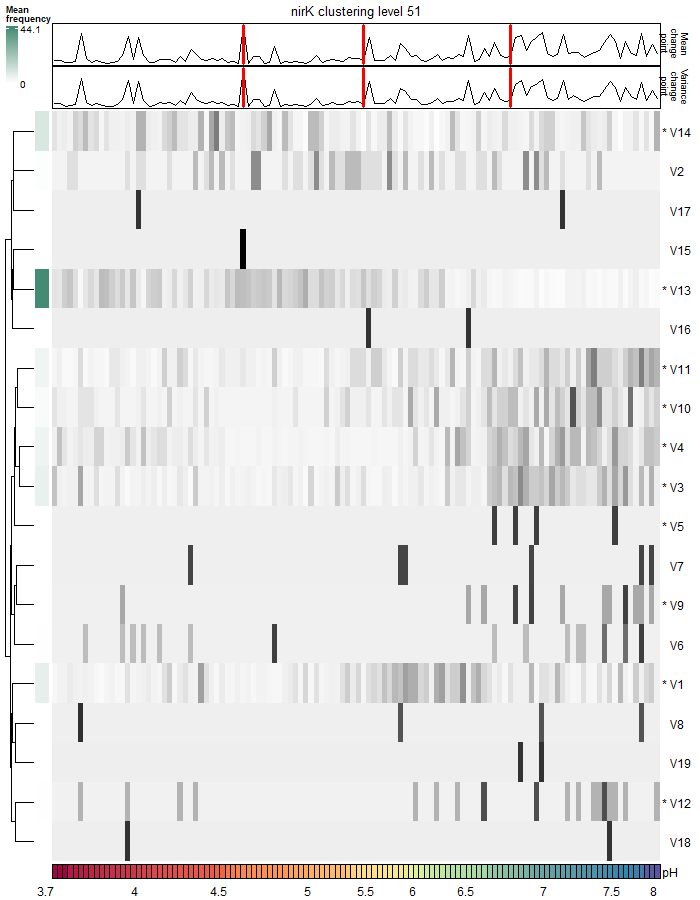 nirK clustering level 51
Mean
frequency
44.1
0
Mean
change
point
Variance
change
point
* V14
V2
V17
V15
* V13
V16
* V11
* V10
* V4
* V3
* V5
V7
* V9
V6
* V1
V8
V19
* V12
V18
pH
3.7 4 4.5 5 5.5 6 6.5 7 7.5 8